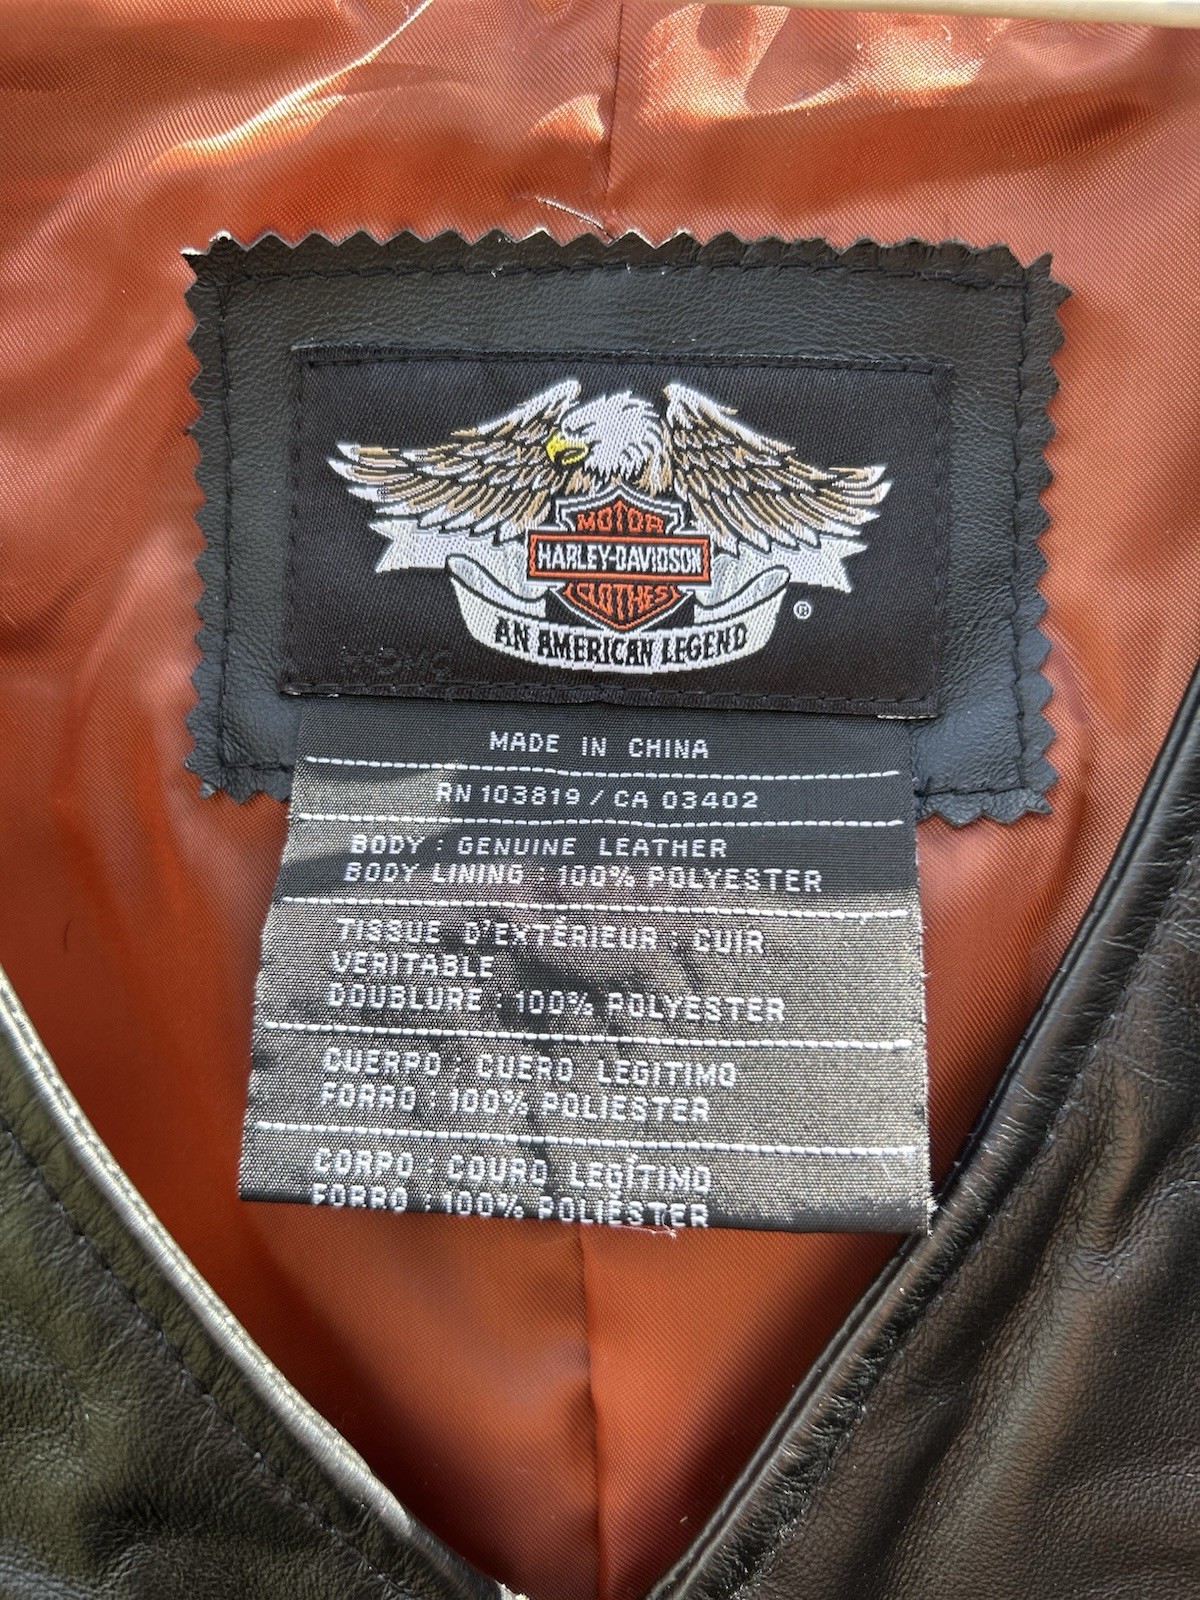 MOTOR
HARLEY-DAVIDSON
CLOTHES
AN AMERICAN LEGEND
®
H-DMC
MADE IN CHINA
RN 103819 / CA 03402
BODY : GENUINE LEATHER
BODY LINING : 100% POLYESTER
TISSUE D'EXTÉRIEUR : CUIR
VERITABLE
DOUBLURE : 100% POLYESTER
CUERPO : CUERO LEGITIMO
FORRO : 100% POLIESTER
CORPO : COURO LEGÍTIMO
FORRO : 100% POLIÉSTER